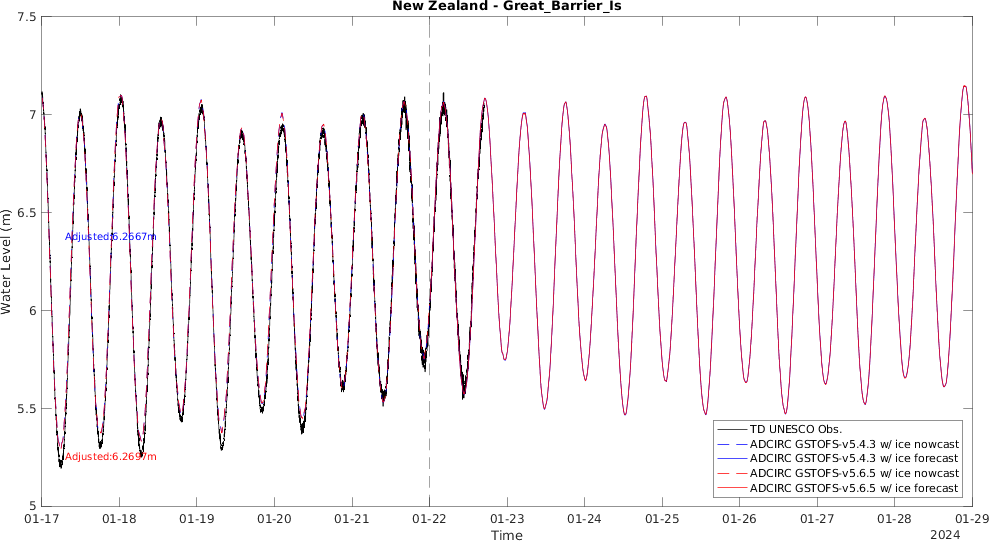 New Zealand - Great_Barrier_Is
7.5
7
6.5
6
5.5
5
Water Level (m)
Adjusted:6.2667m
Adjusted:6.2697m
TD UNESCO Obs.
ADCIRC GSTOFS-v5.4.3 w/ ice nowcast
ADCIRC GSTOFS-v5.4.3 w/ ice forecast
ADCIRC GSTOFS-v5.6.5 w/ ice nowcast
ADCIRC GSTOFS-v5.6.5 w/ ice forecast
01-17 01-18 01-19 01-20 01-21 01-22 01-23 01-24 01-25 01-26 01-27 01-28 01-29
Time
2024